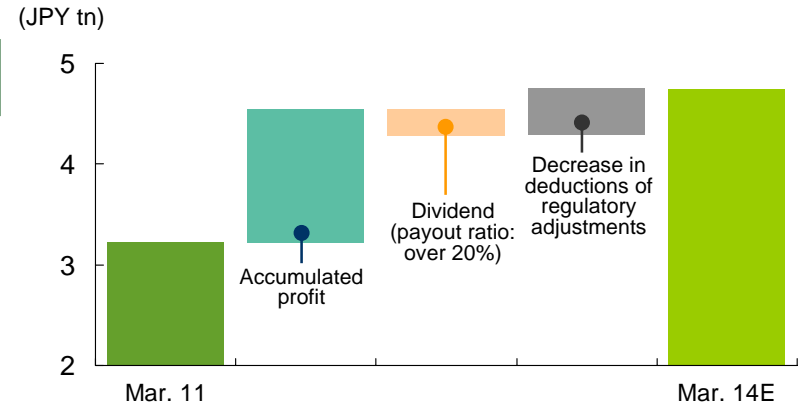 (JPY tn)
5
4
3
2
Accumulated
profit
Dividend
(payout ratio:
over 20%)
Decrease in
deductions of
regulatory
adjustments
Mar. 11
Mar. 14E